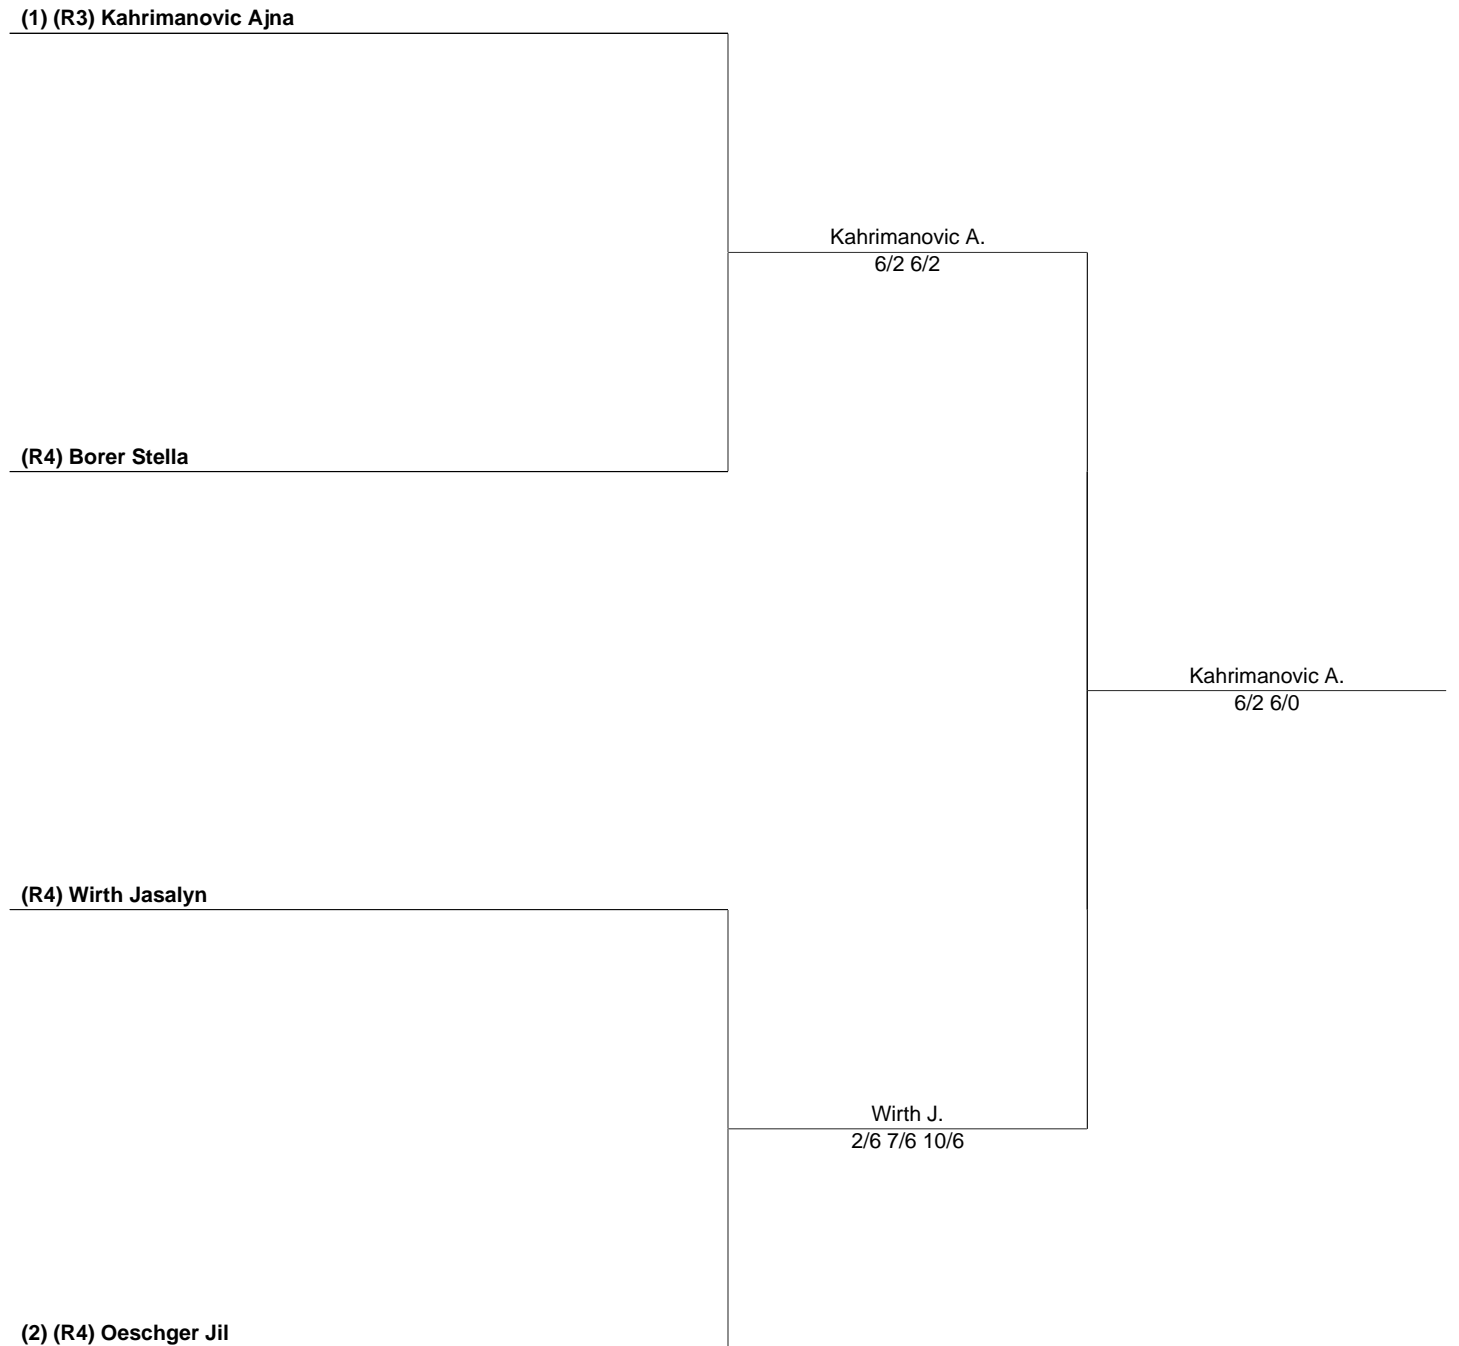 (1) (R3) Kahrimanovic Ajna
Kahrimanovic A.
6/2 6/2
(R4) Borer Stella
Kahrimanovic A.
6/2 6/0
(R4) Wirth Jasalyn
Wirth J.
2/6 7/6 10/6
(2) (R4) Oeschger Jil